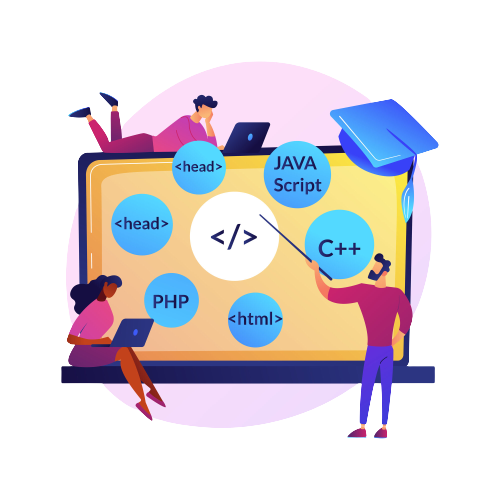 <head>
JAVA
Script
<head>
</>
C++
PHP
<html>